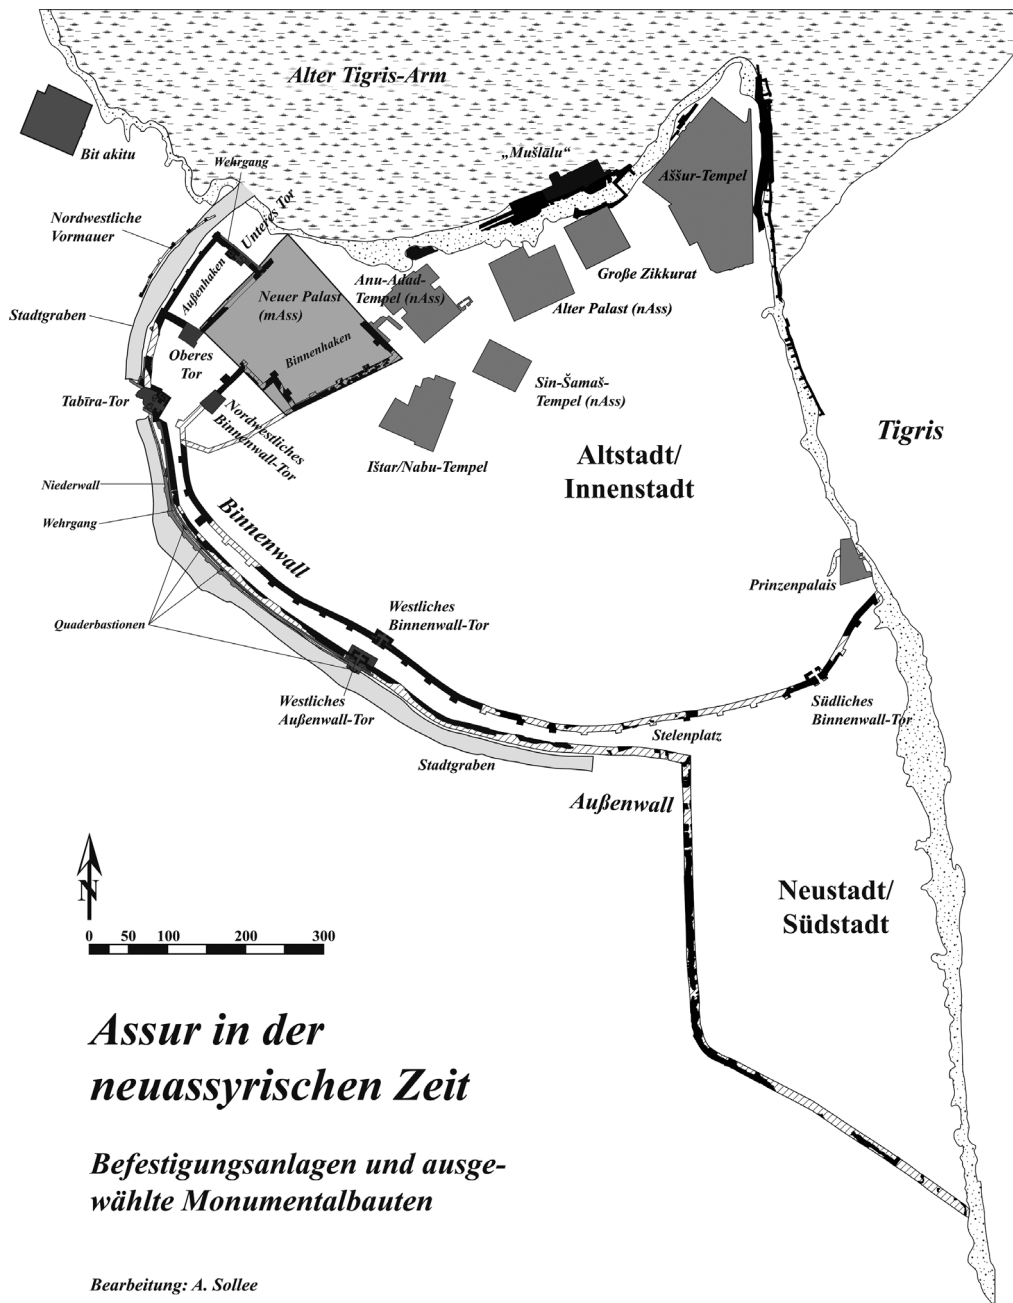 Alter Tigris-Arm
Bit akitu
Wehrgang
„Mušlālu“
Aššur-Tempel
Nordwestliche
Vormauer
Unteres Tor
Außenhaken
Große Zikkurat
Anu-Adad-
Tempel (nAss)
Neuer Palast
(mAss)
Alter Palast (nAss)
Stadtgraben
Binnenhaken
Oberes
Tor
Sin-Šamaš-
Tempel (nAss)
Tabīra-Tor
Nordwestliches
Binnenwall-Tor
Ištar/Nabu-Tempel
Tigris
Altstadt/
Innenstadt
Niederwall
Wehrgang
Binnenwall
Prinzenpalais
Quaderbastionen
Westliches
Binnenwall-Tor
Westliches
Außenwall-Tor
Südliches
Binnenwall-Tor
Stelenplatz
Stadtgraben
Außenwall
Neustadt/
Südstadt
N
0 50 100 200 300
Assur in der
neuassyrischen Zeit
Befestigungsanlagen und ausge-
wählte Monumentalbauten
Bearbeitung: A. Sollee